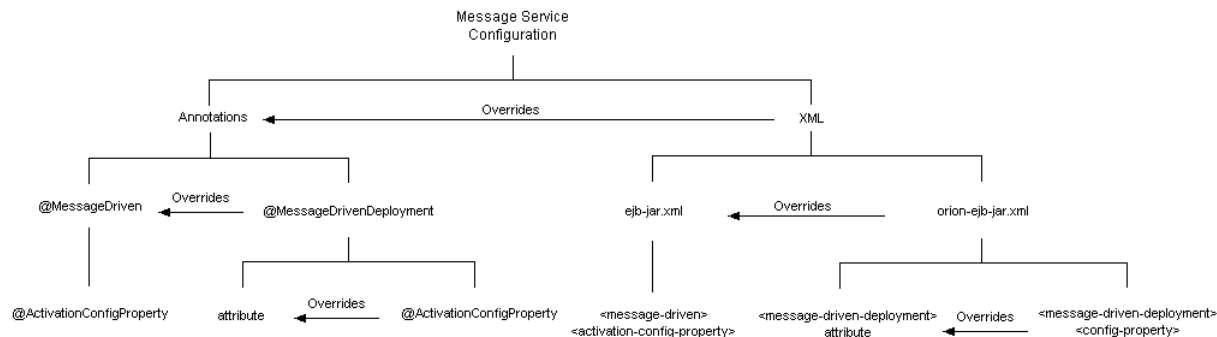 Message Service
Configuration
Overrides
Annotations
XML
Overrides
Overrides
@MessageDriven
@MessageDrivenDeployment
ejb-jar.xml
orion-ejb-jar.xml
Overrides
Overrides
@ActivationConfigProperty
attribute
@ActivationConfigProperty
<message-driven>
<activation-config-property>
<message-driven-deployment>
attribute
<message-driven-deployment>
<config-property>